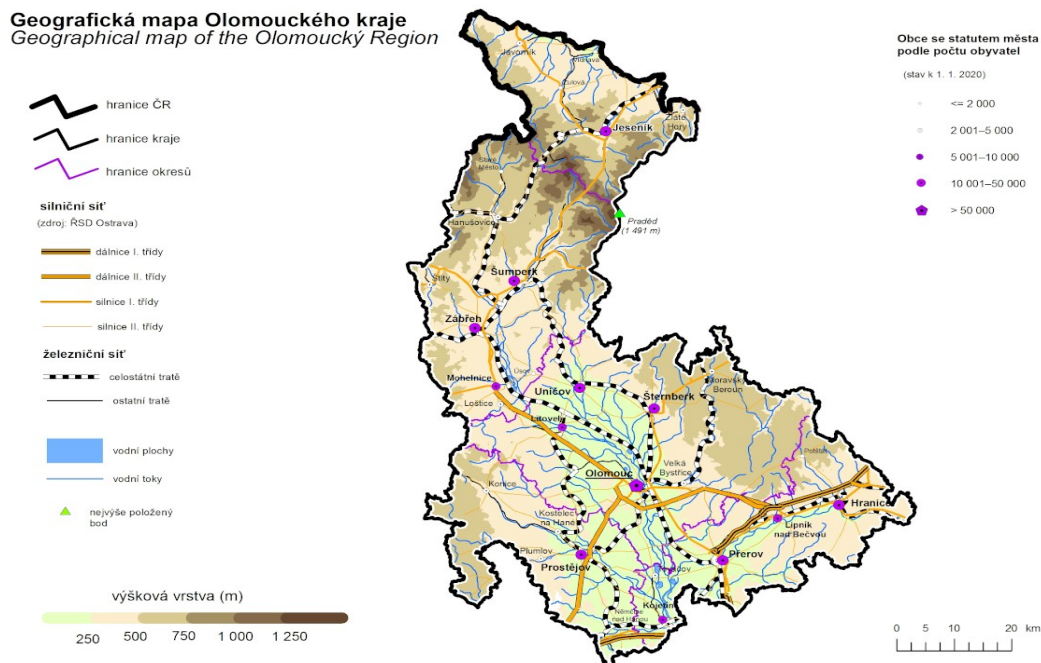 Geografická mapa Olomouckého kraje
Geographical map of the Olomoucký Region
hranice ČR
hranice kraje
hranice okresů
silniční síť
(zdroj: ŘSD Ostrava)
dálnice I. třídy
dálnice II. třídy
silnice I. třídy
silnice II. třídy
železniční síť
celostátní tratě
ostatní tratě
vodní plochy
vodní toky
nejvýše položený
bod
výšková vrstva (m)
250 500 750 1 000 1 250
Obce se statutem města
podle počtu obyvatel
(stav k 1. 1. 2020)
<= 2 000
2 001–5 000
5 001–10 000
10 001–50 000
> 50 000
Javorník
Vidnava
Žulová
Jeseník
Zlaté
Hory
Staré
Město
Hanušovice
Praděd
(1 491 m)
Štíty
Šumperk
Zábřeh
Mohelnice
Úsov
Uničov
Moravský
Beroun
Šternberk
Loštice
Litovel
Velká
Bystřice
Potštát
Olomouc
Konice
Hranice
Kostelec
na Hané
Lipník
nad Bečvou
Plumlov
Prostějov
Přerov
Kojetín
Němčice
nad Hanou
0 5 10 20 km